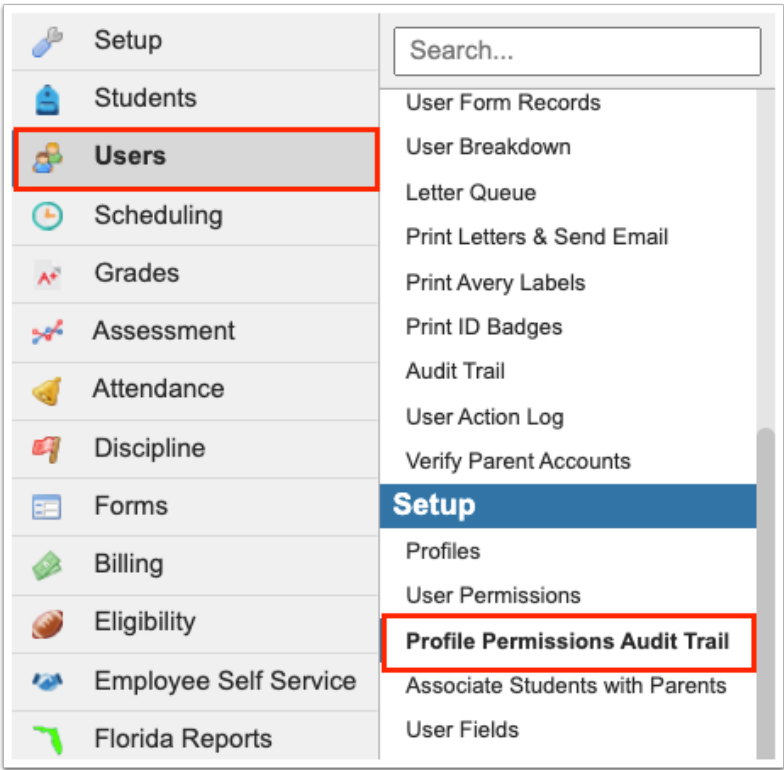 Setup
Students
Users
Scheduling
A+
Grades
Assessment
Attendance
Discipline
Forms
Billing
Eligibility
Employee Self Service
Florida Reports
Search...
User Form Records
User Breakdown
Letter Queue
Print Letters & Send Email
Print Avery Labels
Print ID Badges
Audit Trail
User Action Log
Verify Parent Accounts
Setup
Profiles
User Permissions
Profile Permissions Audit Trail
Associate Students with Parents
User Fields